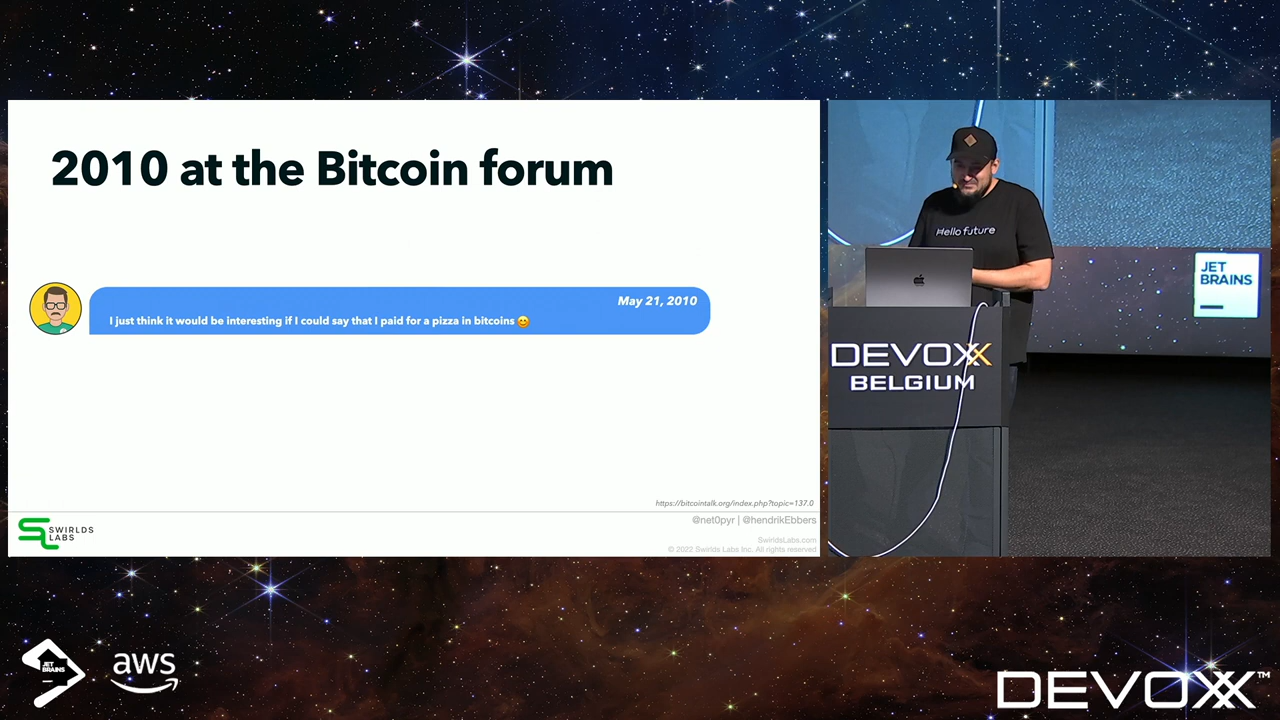 2010 at the Bitcoin forum
May 21, 2010
I just think it would be interesting if I could say that I paid for a pizza in bitcoins 😊
https://bitcointalk.org/index.php?topic=137.0
SWIRLDS
LABS
@net0pyr | @hendrikEbbers
SwirldsLabs.com
© 2022 Swirlds Labs Inc. All rights reserved
Hello future
JET
BRAINS
DEVOXX
BELGIUM
JET
BRAINS
aws
DEVOXX™